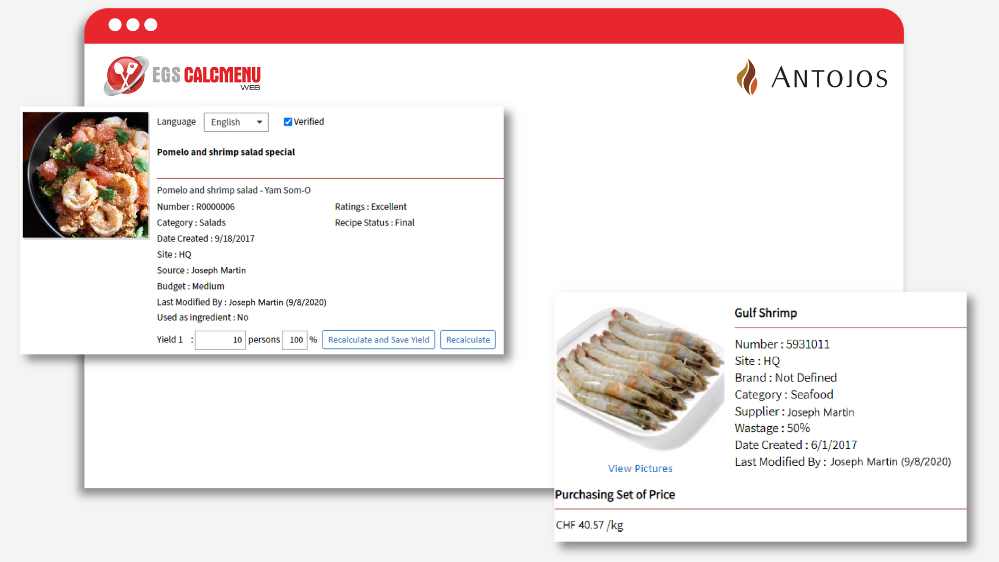 EGS CALCMENU
WEB
ANTOJOS
Language English Verified
Pomelo and shrimp salad special
Pomelo and shrimp salad - Yam Som-O
Number : R0000006 Ratings : Excellent
Category : Salads Recipe Status : Final
Date Created : 9/18/2017
Site : HQ
Source : Joseph Martin
Budget : Medium
Last Modified By : Joseph Martin (9/8/2020)
Used as ingredient : No
Yield 1 : 10 persons 100 % Recalculate and Save Yield Recalculate
Gulf Shrimp
Number : 5931011
Site : HQ
Brand : Not Defined
Category : Seafood
Supplier : Joseph Martin
Wastage : 50%
Date Created : 6/1/2017
Last Modified By : Joseph Martin (9/8/2020)
View Pictures
Purchasing Set of Price
CHF 40.57 /kg